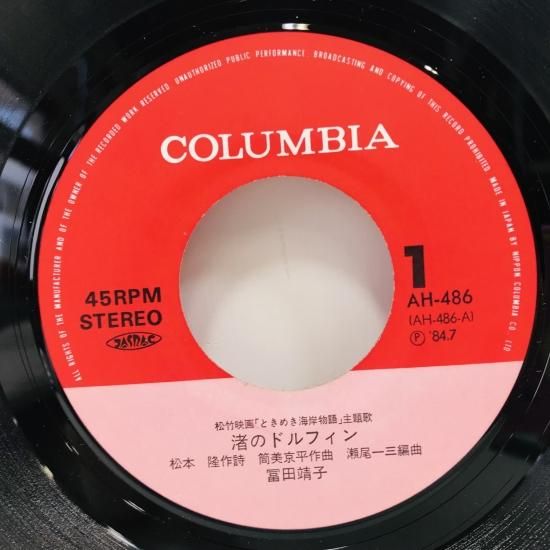 ALL RIGHTS OF THE MANUFACTURER AND OF THE OWNER OF THE RECORDED WORK RESERVED. UNAUTHORIZED PUBLIC PERFORMANCE, BROADCASTING AND COPYING OF THIS RECORD PROHIBITED. MADE IN JAPAN BY NIPPON COLUMBIA CO. LTD
COLUMBIA
1
45RPM
STEREO
JASRAC
AH-486
(AH-486-A)
Ⓟ '84.7
松竹映画「ときめき海岸物語」主題歌
渚のドルフィン
松本 隆作詩 筒美京平作曲 瀬尾一三編曲
冨田靖子